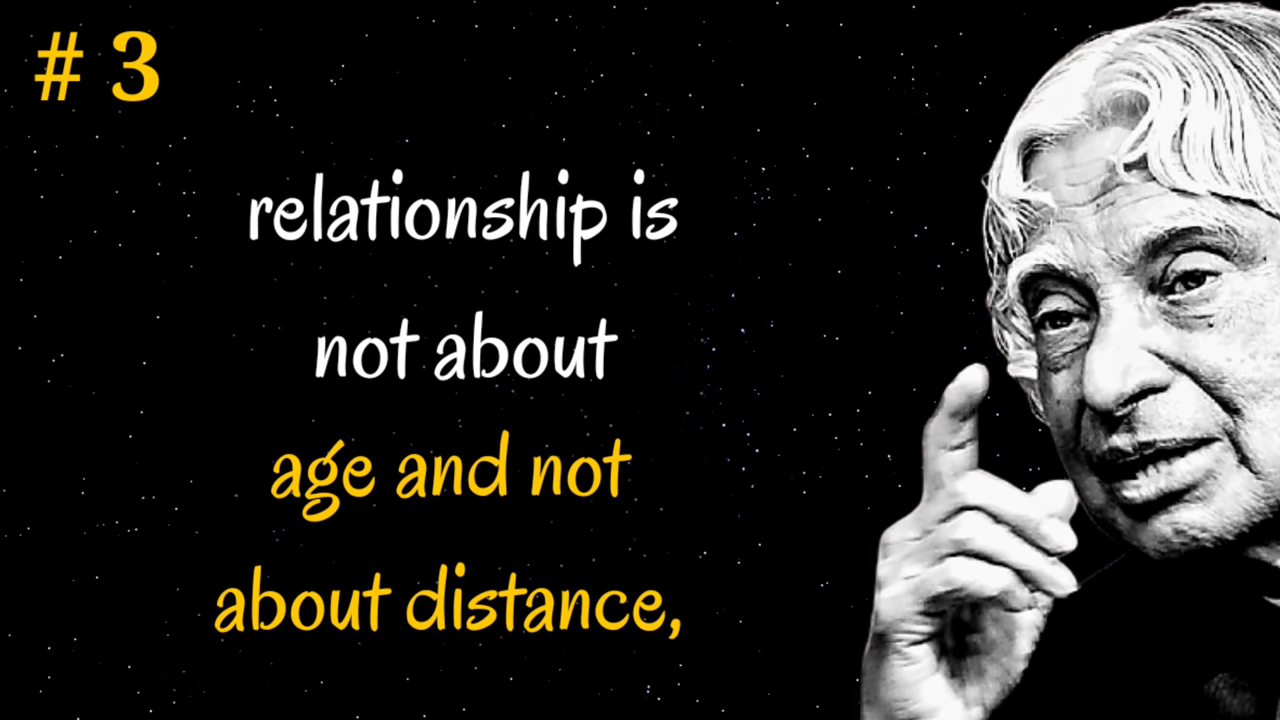 # 3
relationship is
not about
age and not
about distance,